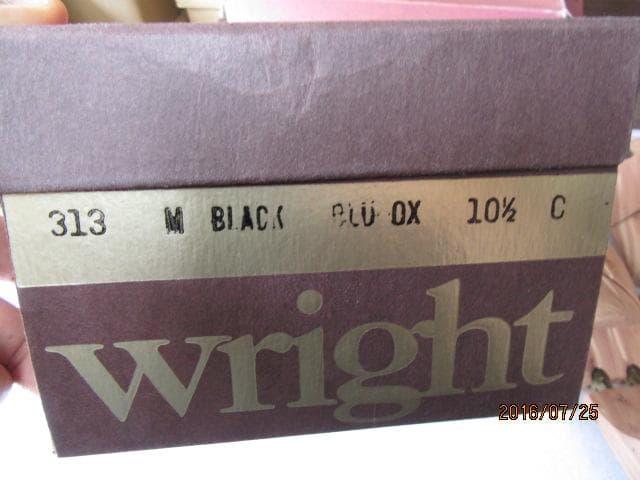 313 M BLACK BLU OX 10½ C
wright
2016/07/25